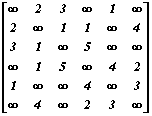 ∞ 2 3 ∞ 1 ∞
2 ∞ 1 1 ∞ 4
3 1 ∞ 5 ∞ ∞
∞ 1 5 ∞ 4 2
1 ∞ ∞ 4 ∞ 3
∞ 4 ∞ 2 3 ∞